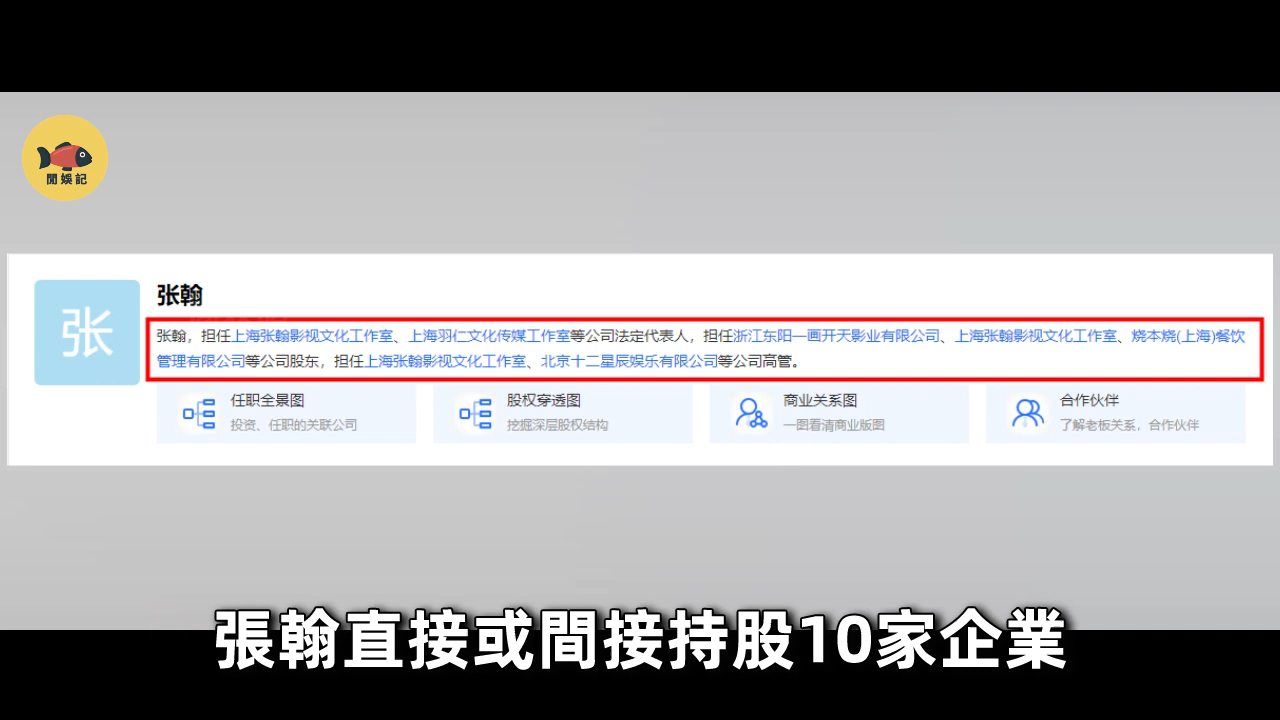 閒娛記
张
张翰
张翰，担任上海张翰影视文化工作室、上海羽仁文化传媒工作室等公司法定代表人，担任浙江东阳一画开天影业有限公司、上海张翰影视文化工作室、烧本烧(上海)餐饮
管理有限公司等公司股东，担任上海张翰影视文化工作室、北京十二星辰娱乐有限公司等公司高管。
任职全景图
投资、任职的关联公司
股权穿透图
挖掘深层股权结构
商业关系图
一图看清商业版图
合作伙伴
了解老板关系，合作伙伴
張翰直接或間接持股10家企業